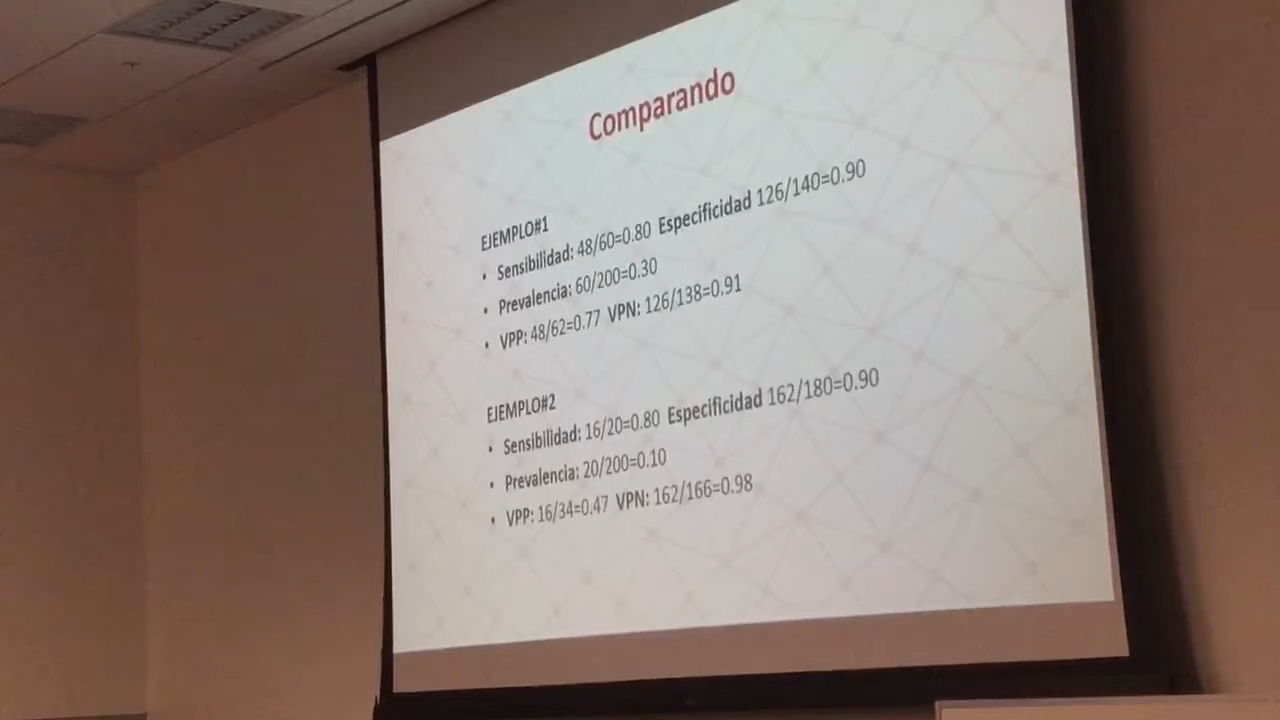 Comparando
EJEMPLO#1
• Sensibilidad: 48/60=0.80 Especificidad 126/140=0.90
• Prevalencia: 60/200=0.30
• VPP: 48/62=0.77 VPN: 126/138=0.91
EJEMPLO#2
• Sensibilidad: 16/20=0.80 Especificidad 162/180=0.90
• Prevalencia: 20/200=0.10
• VPP: 16/34=0.47 VPN: 162/166=0.98